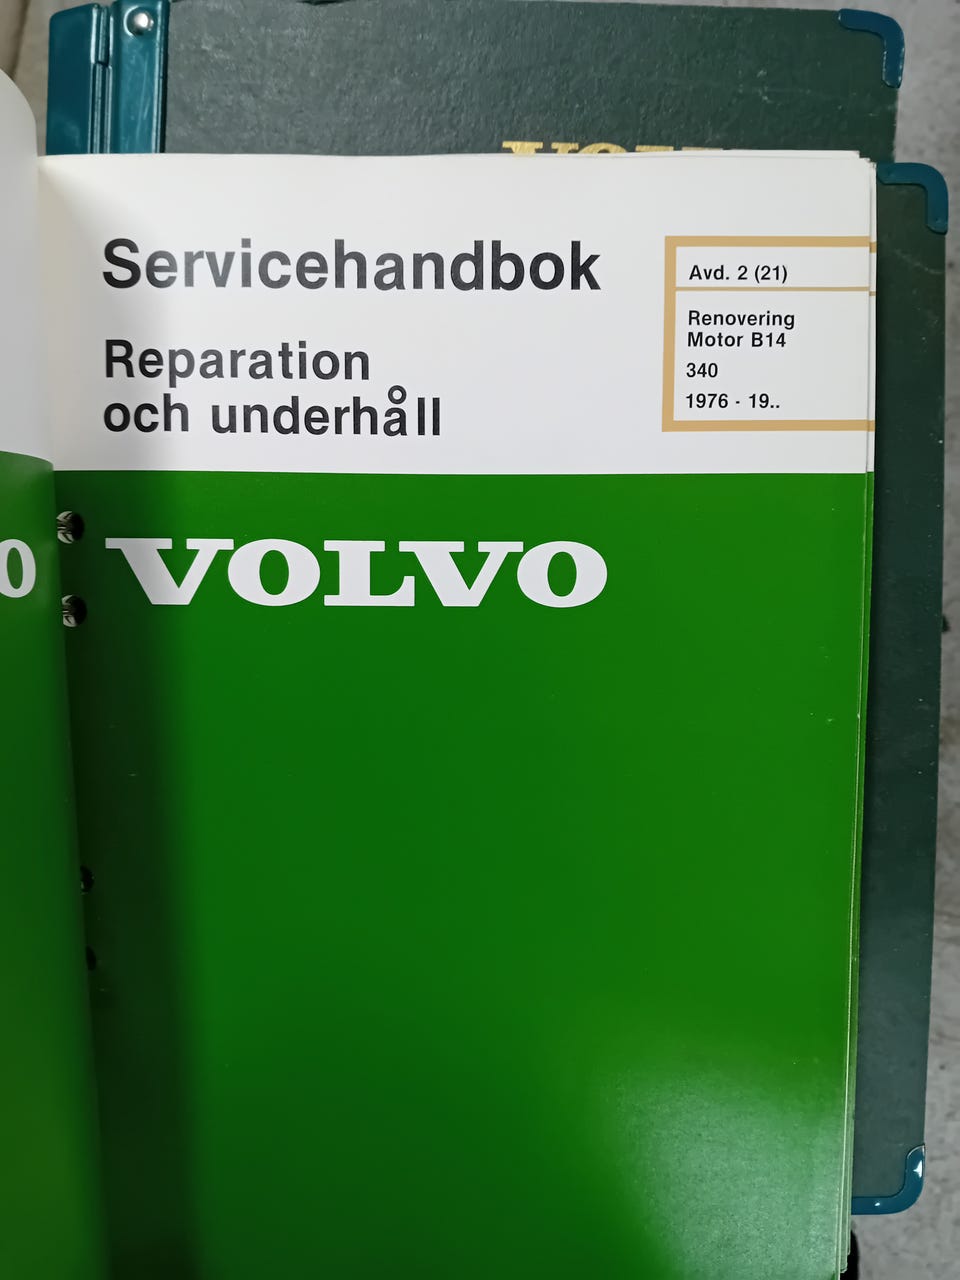 Servicehandbok
Reparation
och underhåll
Avd. 2 (21)
Renovering
Motor B14
340
1976 - 19..
VOLVO